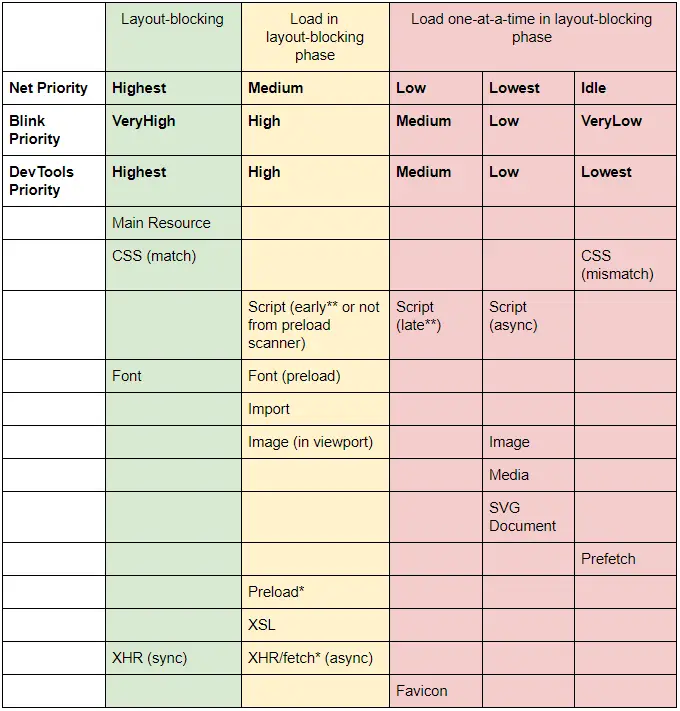 Layout-blocking
Load in
layout-blocking
phase
Load one-at-a-time in layout-blocking
phase
Net Priority Highest Medium Low Lowest Idle
Blink
Priority
VeryHigh High Medium Low VeryLow
DevTools
Priority
Highest High Medium Low Lowest
Main Resource
CSS (match)
CSS
(mismatch)
Script (early** or not
from preload
scanner)
Script
(late**)
Script
(async)
Font Font (preload)
Import
Image (in viewport) Image
Media
SVG
Document
Prefetch
Preload*
XSL
XHR (sync) XHR/fetch* (async)
Favicon